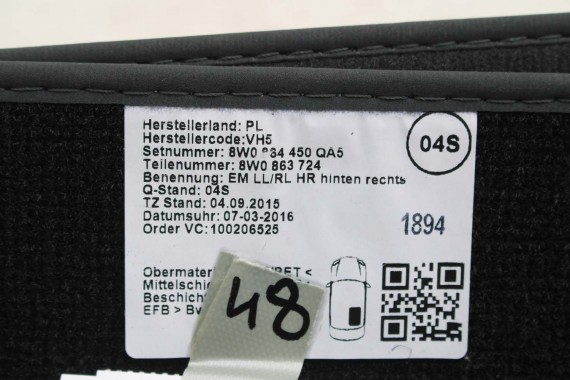 Herstellerland: PL
Herstellercode:VH5
Setnummer: 8W0 450 QA5
Teilenummer: 8W0 863 724
Benennung: EM LL/RL HR hinten rechts
Q-Stand: 04S
TZ Stand: 04.09.2015
Datumsuhr: 07-03-2016
Order VC:100206525
04S
1894
<
EFB >
48